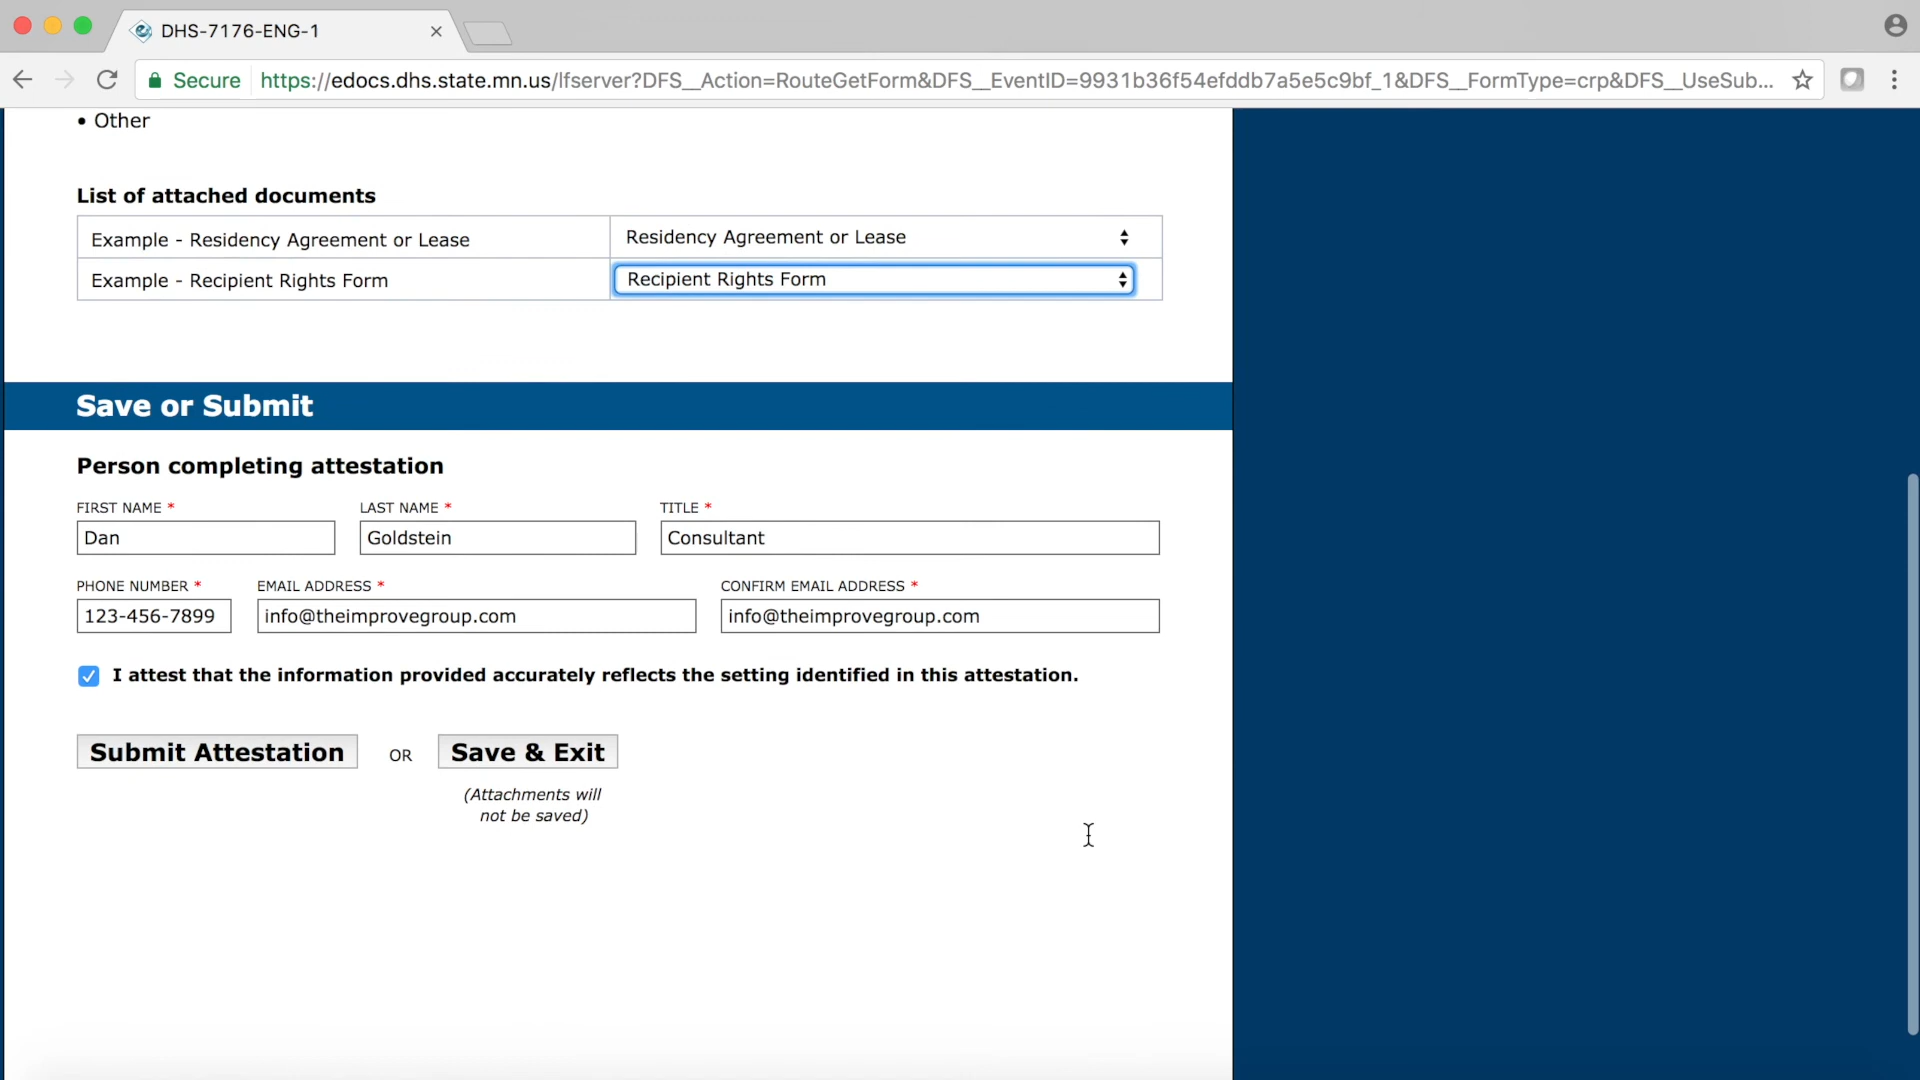 DHS-7176-ENG-1
Secure https://edocs.dhs.state.mn.us/lfserver?DFS__Action=RouteGetForm&DFS__EventID=9931b36f54efddb7a5e5c9bf_1&DFS__FormType=crp&DFS__UseSub...
• Other
List of attached documents
Example - Residency Agreement or Lease Residency Agreement or Lease
Example - Recipient Rights Form Recipient Rights Form
Save or Submit
Person completing attestation
FIRST NAME * LAST NAME * TITLE *
Dan Goldstein Consultant
PHONE NUMBER * EMAIL ADDRESS * CONFIRM EMAIL ADDRESS *
123-456-7899 info@theimprovegroup.com info@theimprovegroup.com
I attest that the information provided accurately reflects the setting identified in this attestation.
Submit Attestation OR Save & Exit
(Attachments will
not be saved)